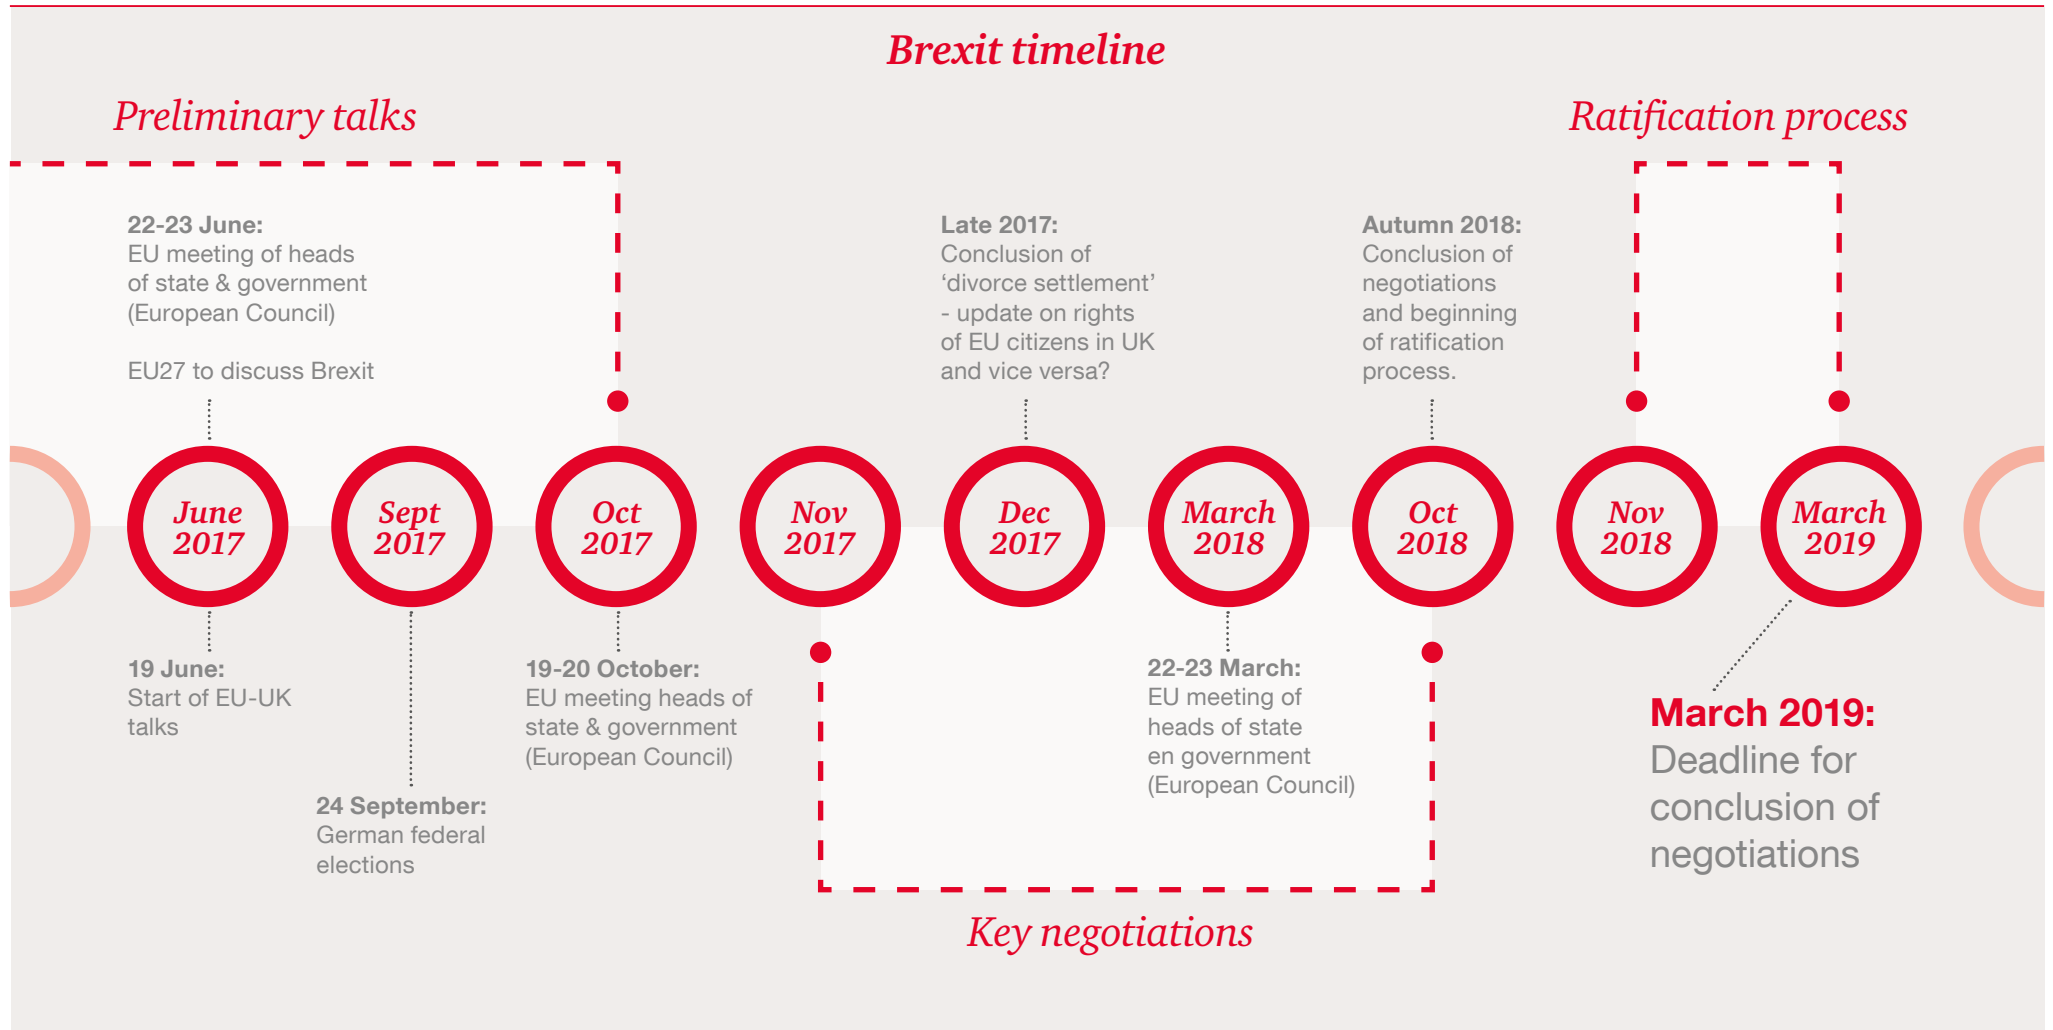 Brexit timeline
Preliminary talks
Ratification process
22-23 June:
EU meeting of heads
of state & government
(European Council)
EU27 to discuss Brexit
Late 2017:
Conclusion of
‘divorce settlement’
- update on rights
of EU citizens in UK
and vice versa?
Autumn 2018:
Conclusion of
negotiations
and beginning
of ratification
process.
June
2017
Sept
2017
Oct
2017
Nov
2017
Dec
2017
March
2018
Oct
2018
Nov
2018
March
2019
19 June:
Start of EU-UK
talks
24 September:
German federal
elections
19-20 October:
EU meeting heads of
state & government
(European Council)
22-23 March:
EU meeting of
heads of state
en government
(European Council)
March 2019:
Deadline for
conclusion of
negotiations
Key negotiations